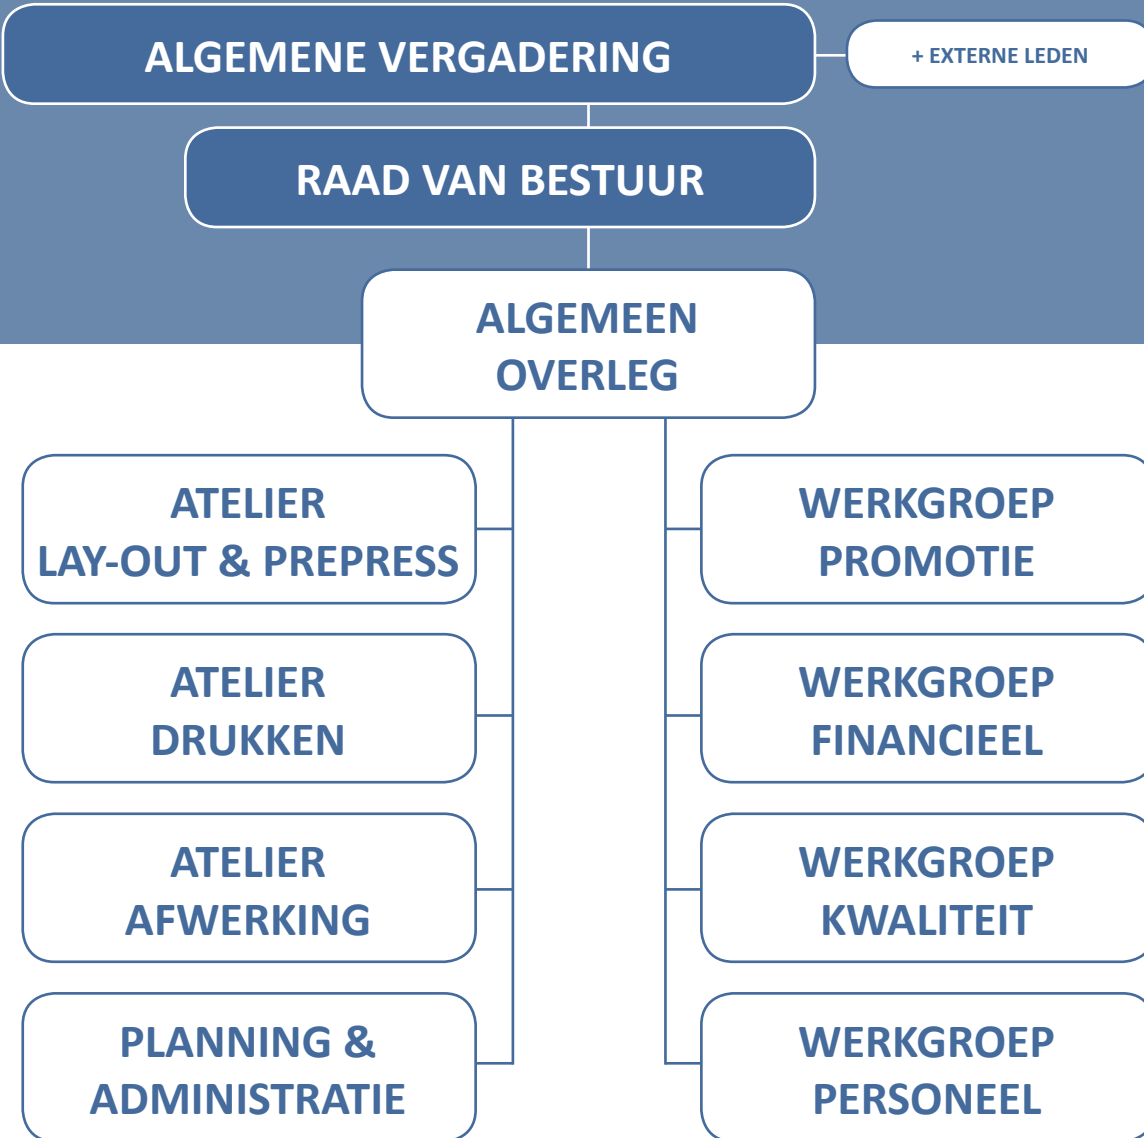 ALGEMENE VERGADERING
+ EXTERNE LEDEN
RAAD VAN BESTUUR
ALGEMEEN
OVERLEG
ATELIER
LAY-OUT & PREPRESS
ATELIER
DRUKKEN
ATELIER
AFWERKING
PLANNING &
ADMINISTRATIE
WERKGROEP
PROMOTIE
WERKGROEP
FINANCIEEL
WERKGROEP
KWALITEIT
WERKGROEP
PERSONEEL